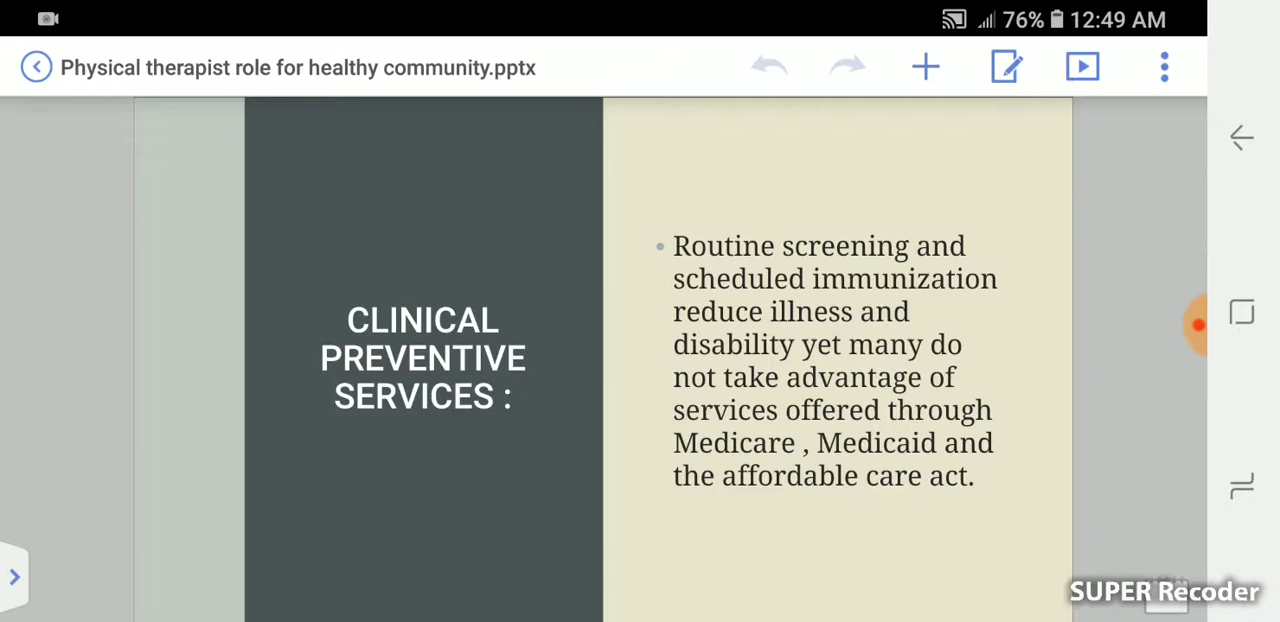 76% 12:49 AM
Physical therapist role for healthy community.pptx
CLINICAL
PREVENTIVE
SERVICES :
• Routine screening and
scheduled immunization
reduce illness and
disability yet many do
not take advantage of
services offered through
Medicare , Medicaid and
the affordable care act.
SUPER Recoder